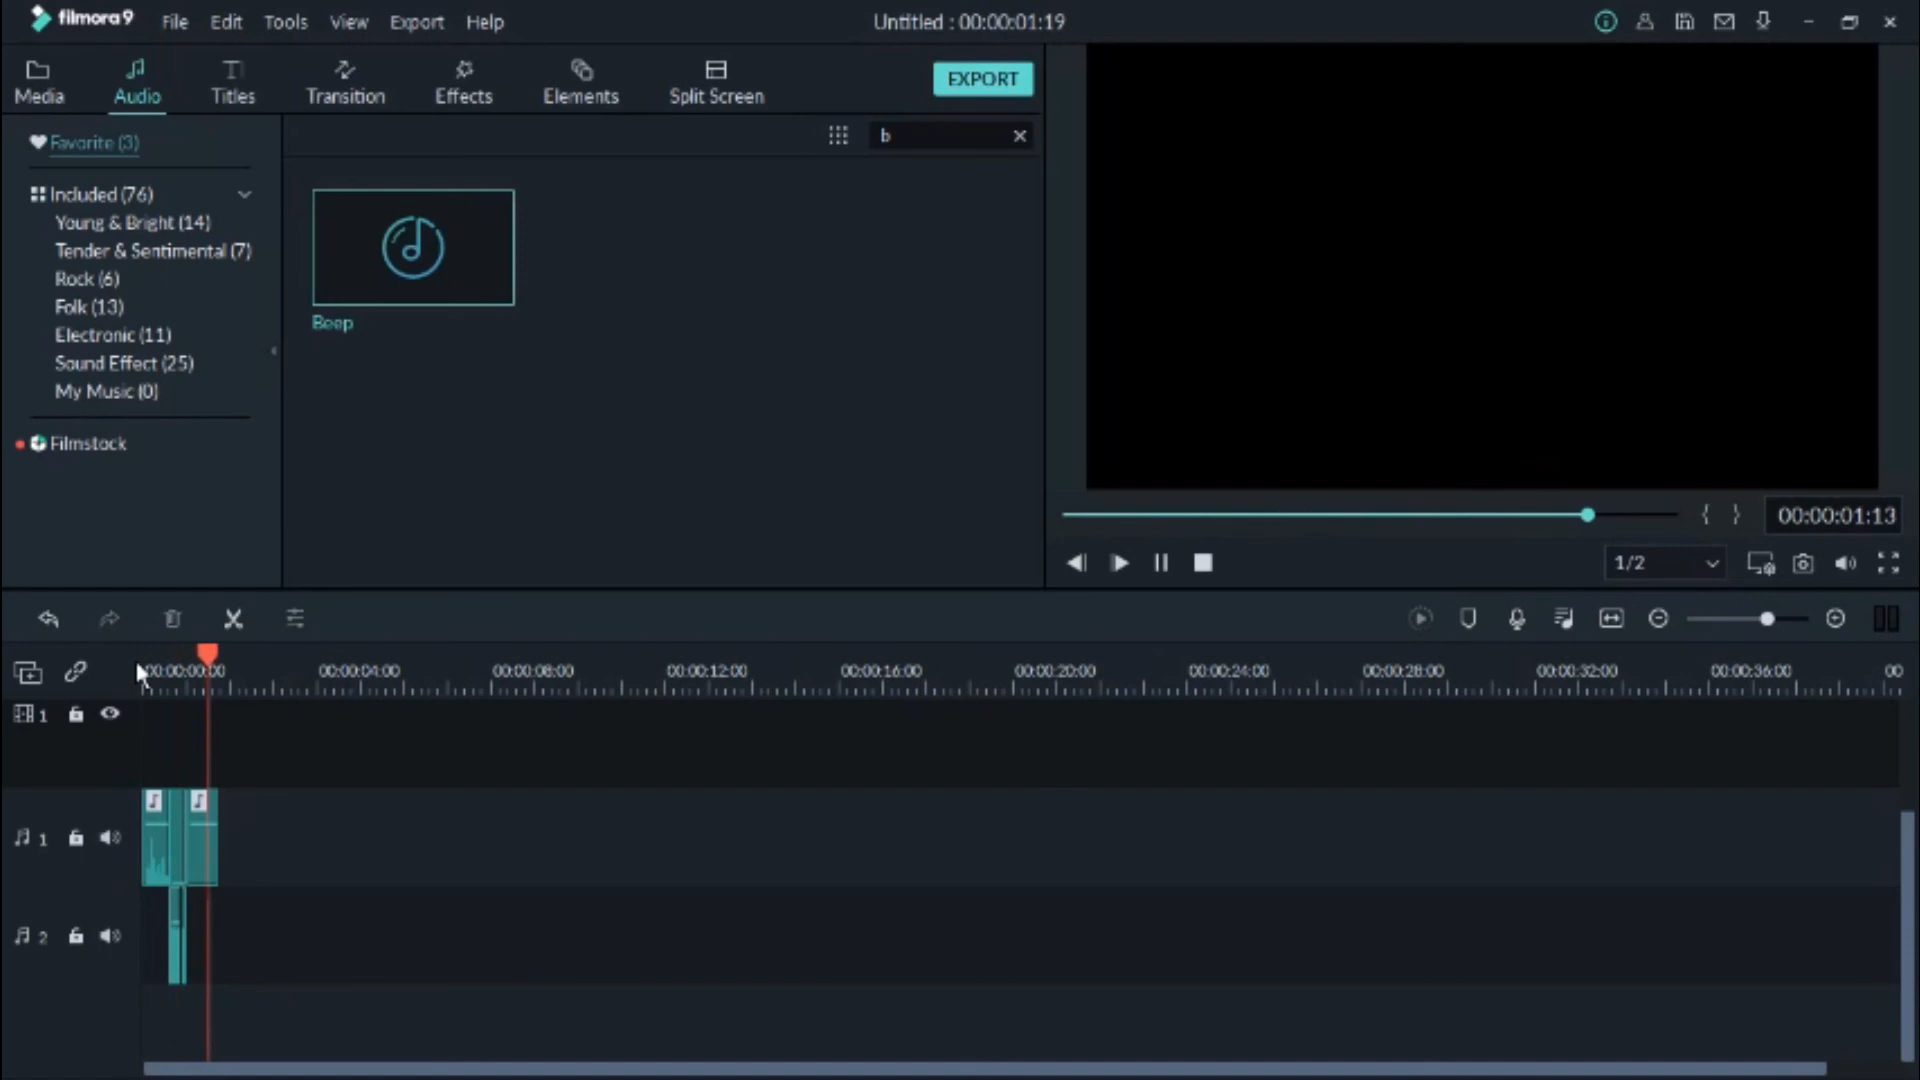 filmora9 File Edit Tools View Export Help Untitled : 00:00:01:19
Media Audio Titles Transition Effects Elements Split Screen EXPORT
Favorite (3)
b
Included (76)
Young & Bright (14)
Tender & Sentimental (7)
Rock (6)
Folk (13)
Electronic (11)
Sound Effect (25)
My Music (0)
Filmstock
Beep
00:00:01:13
1/2
00:00:00:00 00:00:04:00 00:00:08:00 00:00:12:00 00:00:16:00 00:00:20:00 00:00:24:00 00:00:28:00 00:00:32:00 00:00:36:00 00
1
1
2